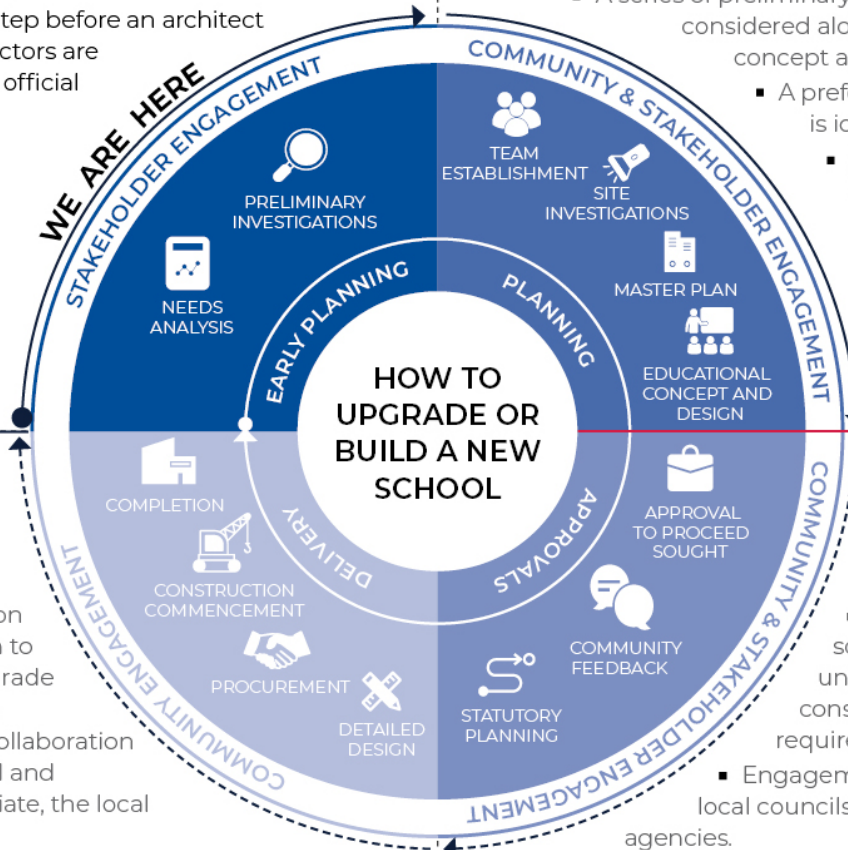 tep before an architect
ctors are
official
A series of preliminary
considered alo
concept a
A pref
is ic
WE ARE HERE
STAKEHOLDER ENGAGEMENT
COMMUNITY & STAKEHOLDER ENGAGEMENT
PRELIMINARY
INVESTIGATIONS
NEEDS
ANALYSIS
EARLY PLANNING
TEAM
ESTABLISHMENT
SITE
INVESTIGATIONS
MASTER PLAN
EDUCATIONAL
CONCEPT AND
DESIGN
PLANNING
HOW TO
UPGRADE OR
BUILD A NEW
SCHOOL
APPROVAL
TO PROCEED
SOUGHT
COMMUNITY
FEEDBACK
STATUTORY
PLANNING
APPROVALS
COMMUNITY & STAKEHOLDER ENGAGEMENT
DETAILED
DESIGN
PROCUREMENT
CONSTRUCTION
COMMENCEMENT
COMPLETION
DELIVERY
COMMUNITY ENGAGEMENT
on
n to
rade
ollaboration
l and
iate, the local
so
un
cons
require
Engagem
local councils
agencies.